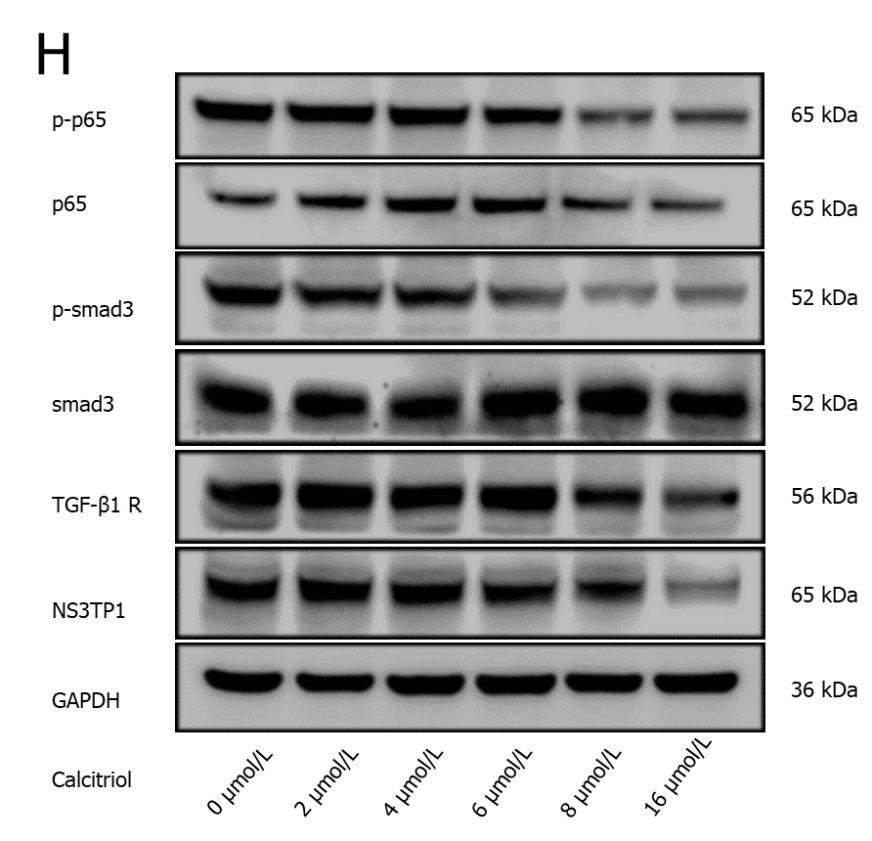 H
p-p65 65 kDa
p65 65 kDa
p-smad3 52 kDa
smad3 52 kDa
TGF-β1 R 56 kDa
NS3TP1 65 kDa
GAPDH 36 kDa
Calcitriol 0 μmol/L 2 μmol/L 4 μmol/L 6 μmol/L 8 μmol/L 16 μmol/L